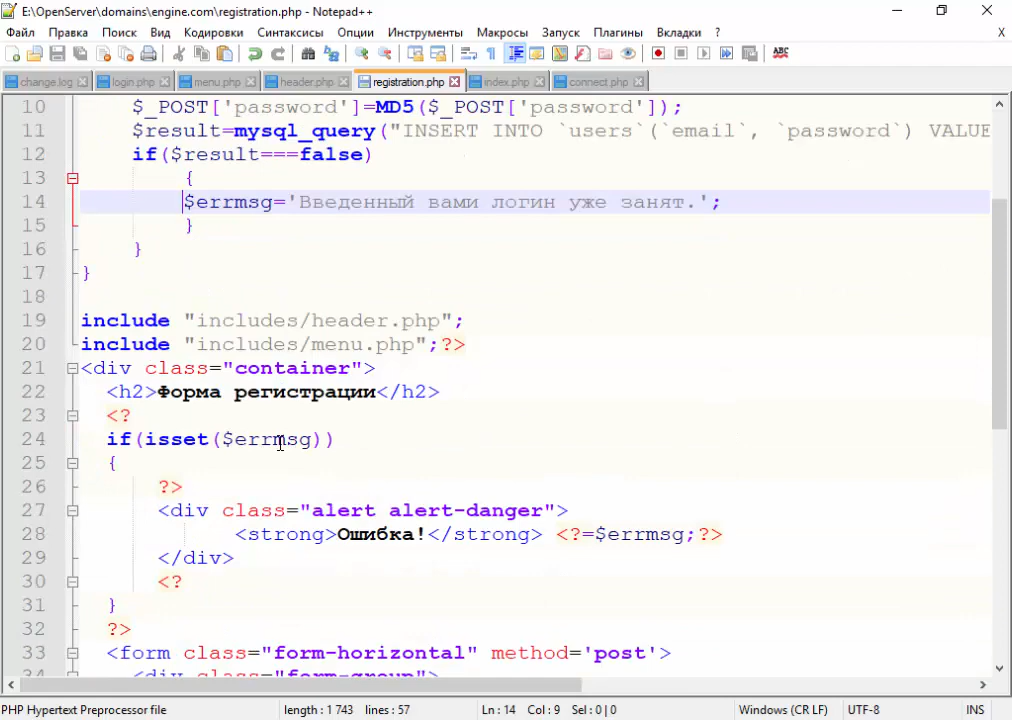 E:\OpenServer\domains\engine.com\registration.php - Notepad++
Файл Правка Поиск Вид Кодировки Синтаксисы Опции Инструменты Макросы Запуск Плагины Вкладки ? X
change.log login.php menu.php header.php registration.php index.php connect.php
10 $_POST['password']=MD5($_POST['password']);
11 $result=mysql_query("INSERT INTO `users`(`email`, `password`) VALUE
12 if($result===false)
13 {
14 $errmsg='Введенный вами логин уже занят.';
15 }
16 }
17 }
18
19 include "includes/header.php";
20 include "includes/menu.php";?>
21 <div class="container">
22 <h2>Форма регистрации</h2>
23 <?
24 if(isset($errmsg))
25 {
26 ?>
27 <div class="alert alert-danger">
28 <strong>Ошибка!</strong> <?=$errmsg;?>
29 </div>
30 <?
31 }
32 ?>
33 <form class="form-horizontal" method='post'>
34 <div class="form-group">
PHP Hypertext Preprocessor file length : 1 743 lines : 57 Ln : 14 Col : 9 Sel : 0 | 0 Windows (CR LF) UTF-8 INS